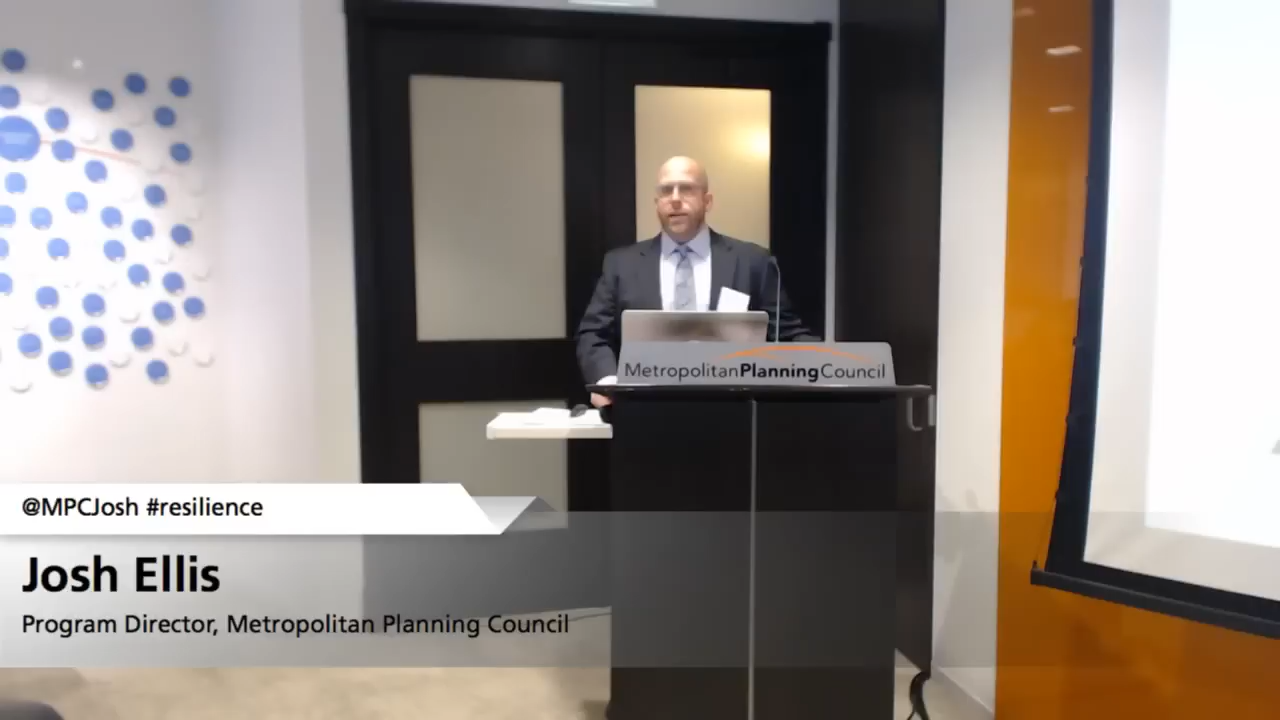 MetropolitanPlanningCouncil
@MPCJosh #resilience
Josh Ellis
Program Director, Metropolitan Planning Council